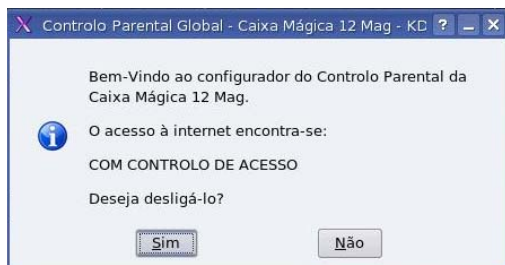 Controlo Parental Global - Caixa Mágica 12 Mag - KD
Bem-Vindo ao configurador do Controlo Parental da
Caixa Mágica 12 Mag.
O acesso à internet encontra-se:
COM CONTROLO DE ACESSO
Deseja desligá-lo?
Sim
Não